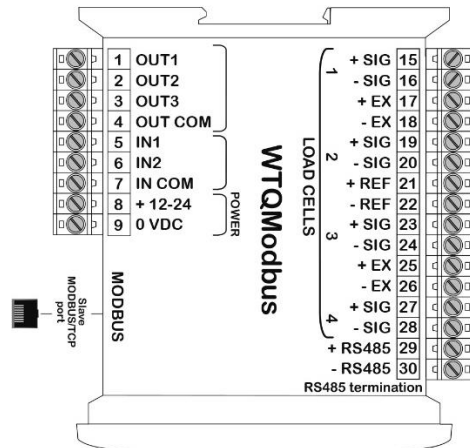 1 OUT1
2 OUT2
3 OUT3
4 OUT COM
5 IN1
6 IN2
7 IN COM
8 + 12-24
9 0 VDC
POWER
MODBUS
Slave
MODBUS/TCP
port
WTQModbus
LOAD CELLS
1
2
3
4
+ SIG 15
- SIG 16
+ EX 17
- EX 18
+ SIG 19
- SIG 20
+ REF 21
- REF 22
+ SIG 23
- SIG 24
+ EX 25
- EX 26
+ SIG 27
- SIG 28
+ RS485 29
- RS485 30
RS485 termination